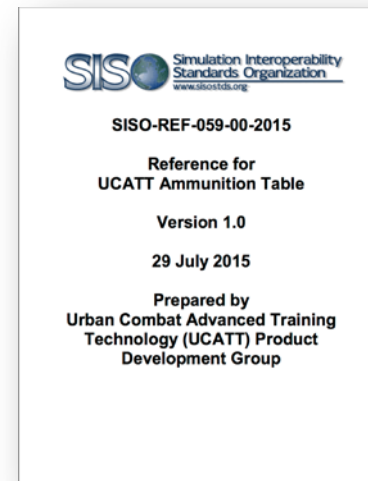 SISO
Simulation Interoperability
Standards Organization
www.sisostds.org
SISO-REF-059-00-2015
Reference for
UCATT Ammunition Table
Version 1.0
29 July 2015
Prepared by
Urban Combat Advanced Training
Technology (UCATT) Product
Development Group